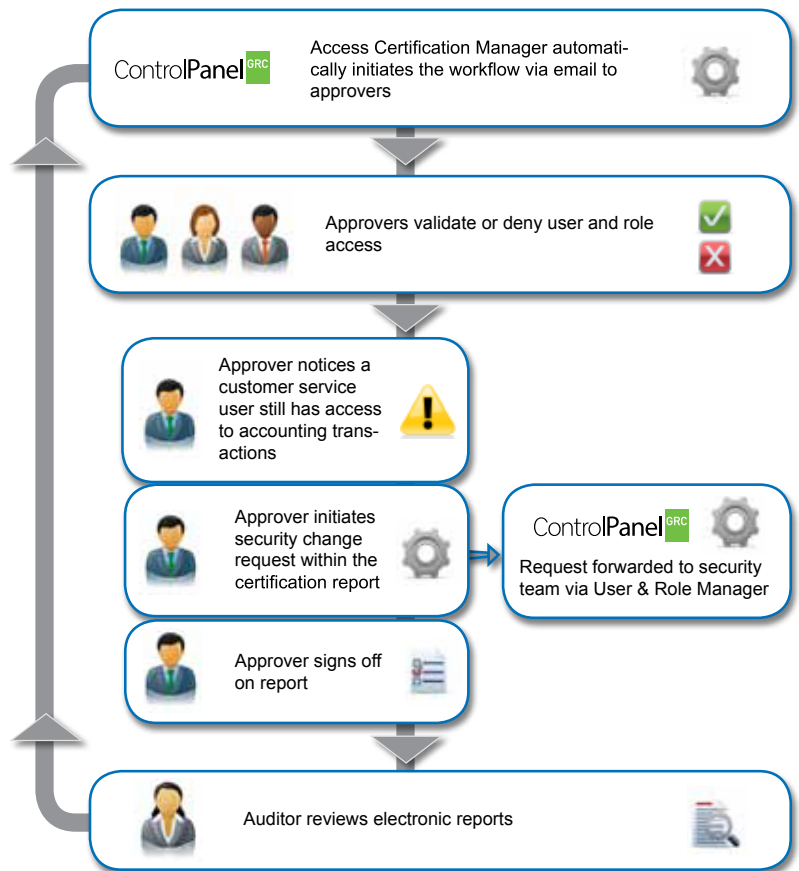 ControlPanel GRC
Access Certification Manager automati-
cally initiates the workflow via email to
approvers
Approvers validate or deny user and role
access
Approver notices a
customer service
user still has access
to accounting trans-
actions
Approver initiates
security change
request within the
certification report
ControlPanel GRC
Request forwarded to security
team via User & Role Manager
Approver signs off
on report
Auditor reviews electronic reports